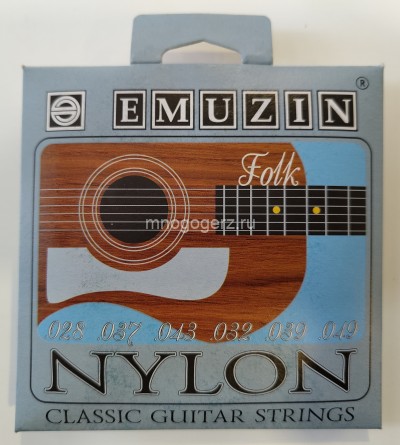 EMUZIN ®
Folk
mnogogerz.ru
.028 .037 .043 .032 .039 .049
NYLON
CLASSIC GUITAR STRINGS